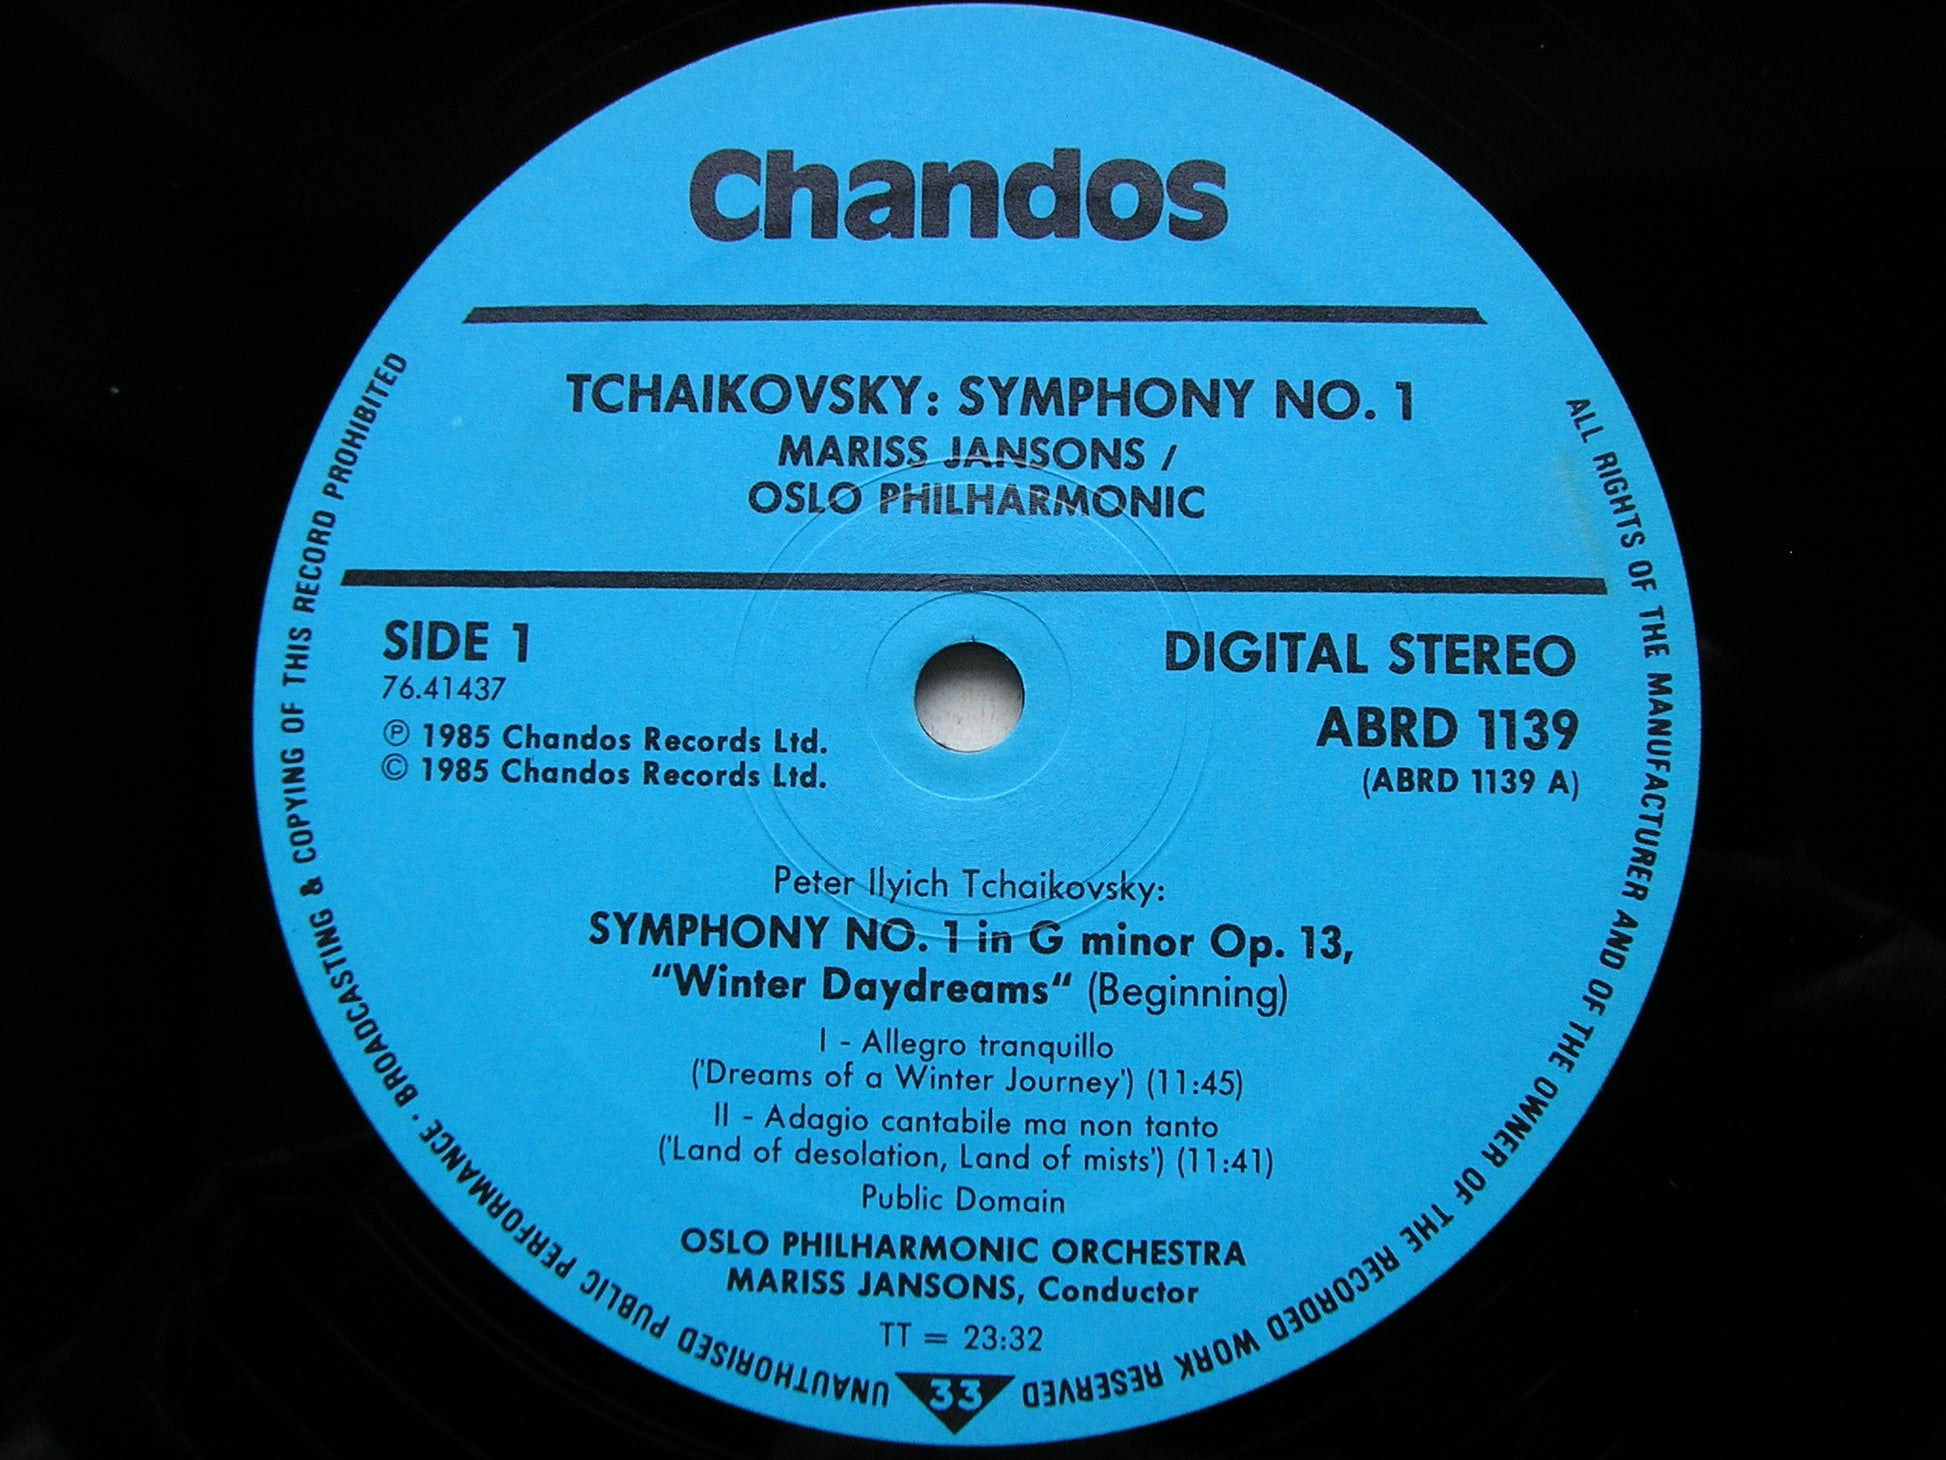 Chandos
TCHAIKOVSKY: SYMPHONY NO. 1
MARISS JANSONS /
OSLO PHILHARMONIC
SIDE 1
76.41437
℗ 1985 Chandos Records Ltd.
© 1985 Chandos Records Ltd.
DIGITAL STEREO
ABRD 1139
(ABRD 1139 A)
Peter Ilyich Tchaikovsky:
SYMPHONY NO. 1 in G minor Op. 13,
"Winter Daydreams" (Beginning)
I - Allegro tranquillo
('Dreams of a Winter Journey') (11:45)
II - Adagio cantabile ma non tanto
('Land of desolation, Land of mists') (11:41)
Public Domain
OSLO PHILHARMONIC ORCHESTRA
MARISS JANSONS, Conductor
TT = 23:32
33
ALL RIGHTS OF THE MANUFACTURER AND OF THE OWNER OF THE RECORDED WORK RESERVED
UNAUTHORISED PUBLIC PERFORMANCE · BROADCASTING & COPYING OF THIS RECORD PROHIBITED